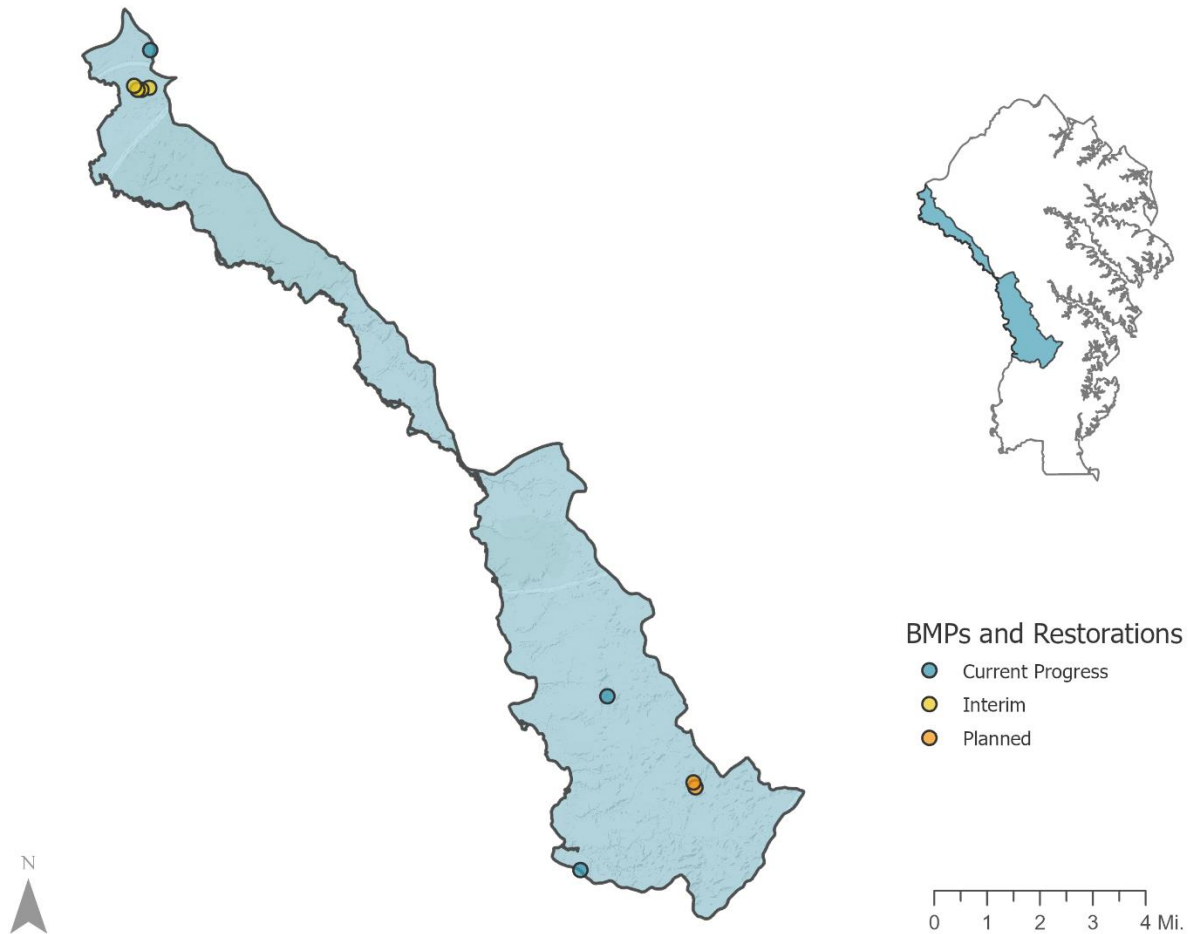 BMPs and Restorations
Current Progress
Interim
Planned
N
0 1 2 3 4 Mi.